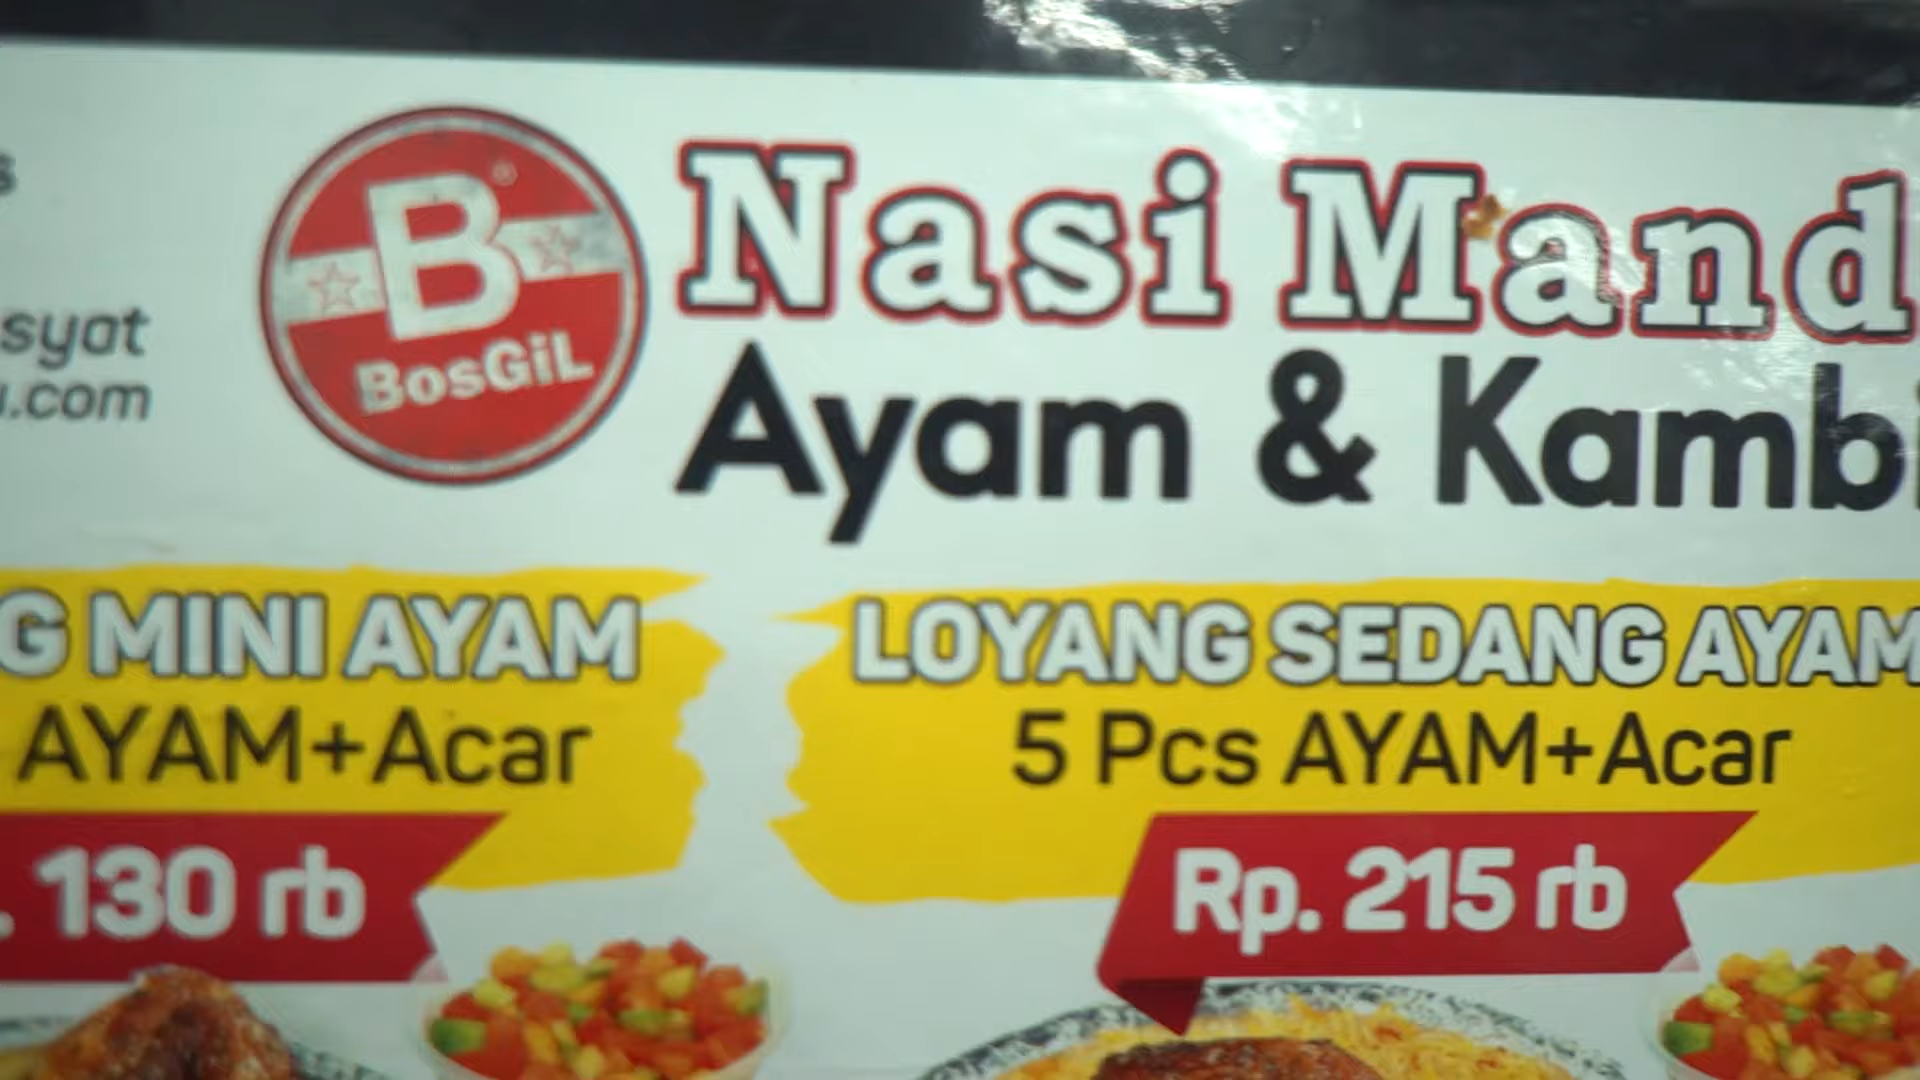 s
syat
.com
B
BosGiL
Nasi Mand
Ayam & Kambi
G MINI AYAM
AYAM+Acar
. 130 rb
LOYANG SEDANG AYAM
5 Pcs AYAM+Acar
Rp. 215 rb